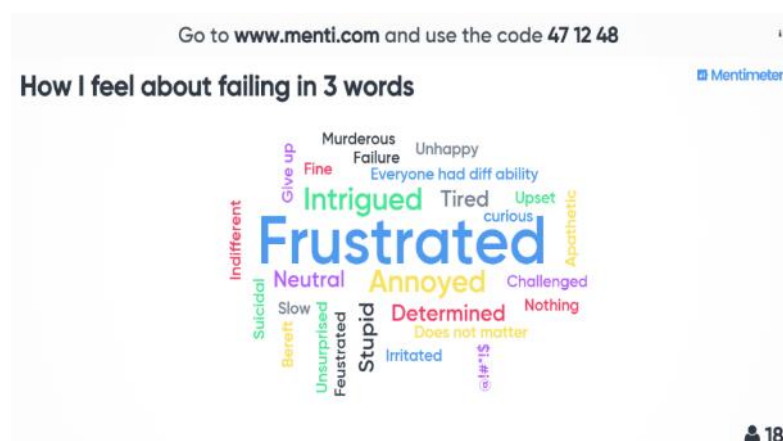 Go to www.menti.com and use the code 47 12 48
Mentimeter
How I feel about failing in 3 words
Murderous
Give up
Failure
Unhappy
Fine
Everyone had diff ability
Intrigued
Tired
Upset
curious
Indifferent
Frustrated
Apathetic
Neutral
Annoyed
Challenged
Suicidal
Slow
Determined
Nothing
Bereft
Unsurprised
Feustrated
Stupid
Does not matter
Irritated
@!#*.!$
18